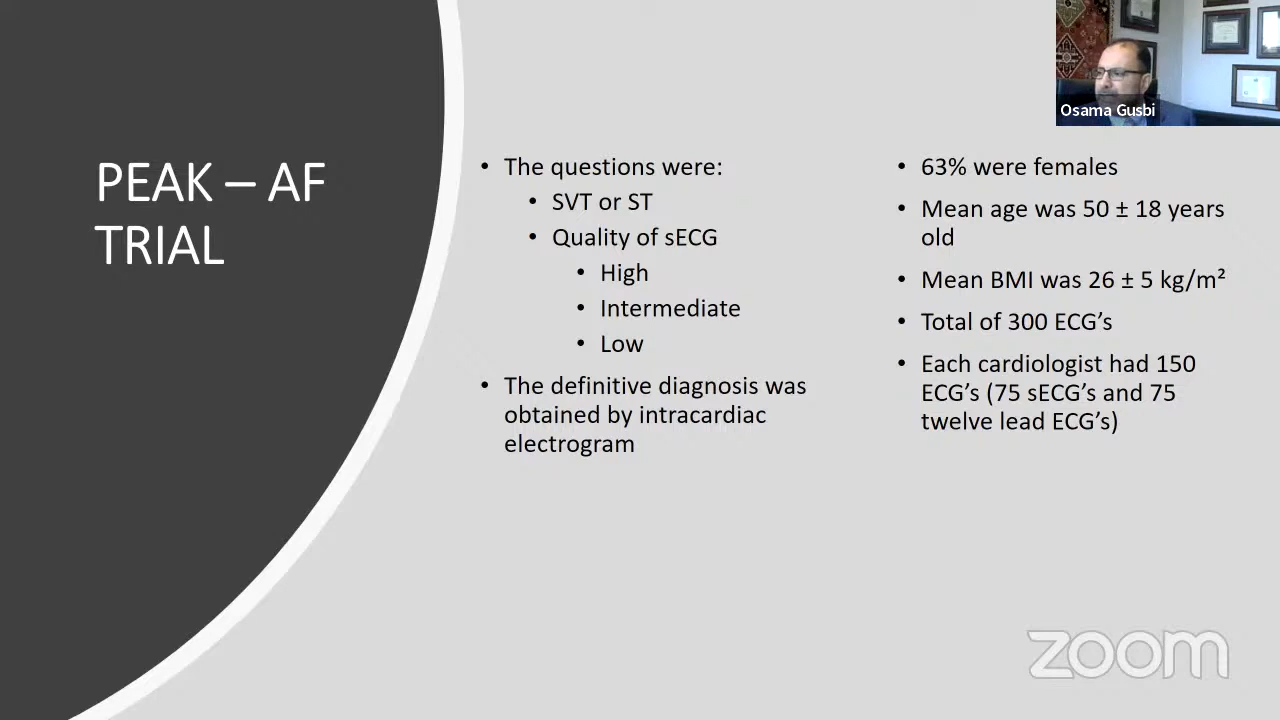 PEAK – AF
TRIAL
• The questions were:
• SVT or ST
• Quality of sECG
• High
• Intermediate
• Low
• The definitive diagnosis was
obtained by intracardiac
electrogram
• 63% were females
• Mean age was 50 ± 18 years
old
• Mean BMI was 26 ± 5 kg/m²
• Total of 300 ECG’s
• Each cardiologist had 150
ECG’s (75 sECG’s and 75
twelve lead ECG’s)
Osama Gusbi
zoom